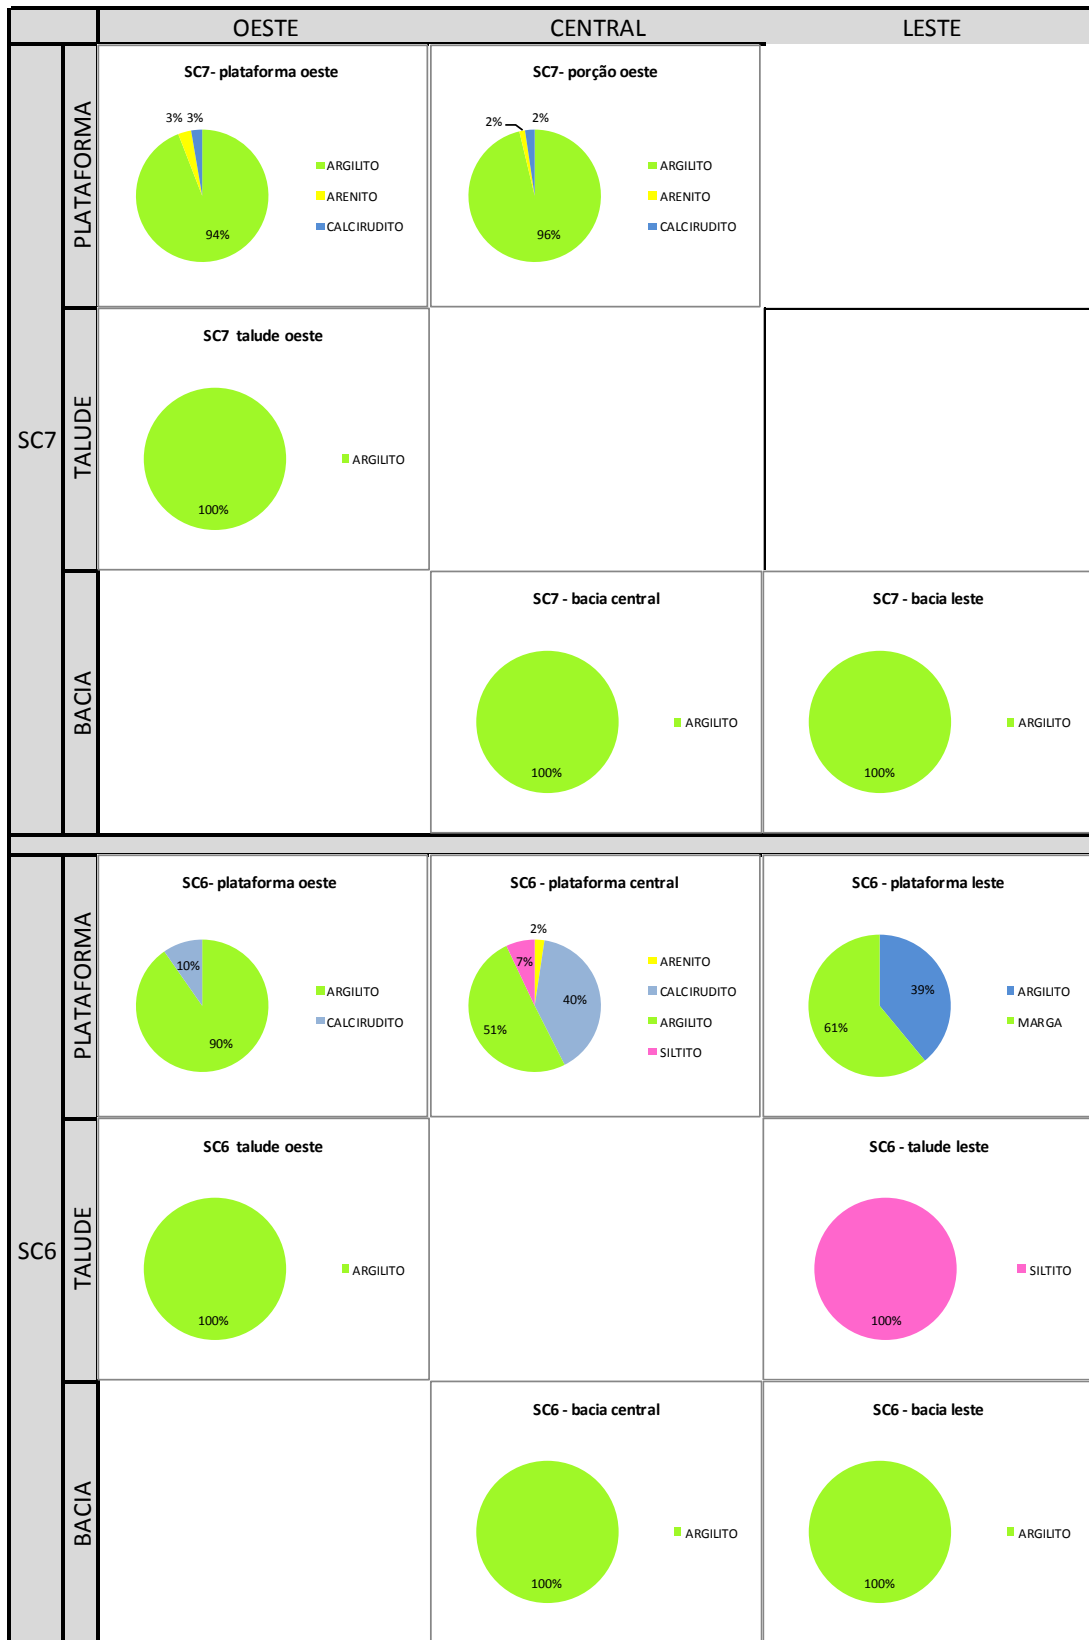 OESTE CENTRAL LESTE
SC7
PLATAFORMA
SC7- plataforma oeste
3% 3%
94%
ARGILITO
ARENITO
CALCIRUDITO
SC7- porção oeste
2% 2%
96%
ARGILITO
ARENITO
CALCIRUDITO
TALUDE
SC7 talude oeste
100%
ARGILITO
BACIA
SC7 - bacia central
100%
ARGILITO
SC7 - bacia leste
100%
ARGILITO
SC6
PLATAFORMA
SC6- plataforma oeste
10%
90%
ARGILITO
CALCIRUDITO
SC6 - plataforma central
2%
7%
40%
51%
ARENITO
CALCIRUDITO
ARGILITO
SILTITO
SC6 - plataforma leste
39%
61%
ARGILITO
MARGA
TALUDE
SC6 talude oeste
100%
ARGILITO
SC6 - talude leste
100%
SILTITO
BACIA
SC6 - bacia central
100%
ARGILITO
SC6 - bacia leste
100%
ARGILITO